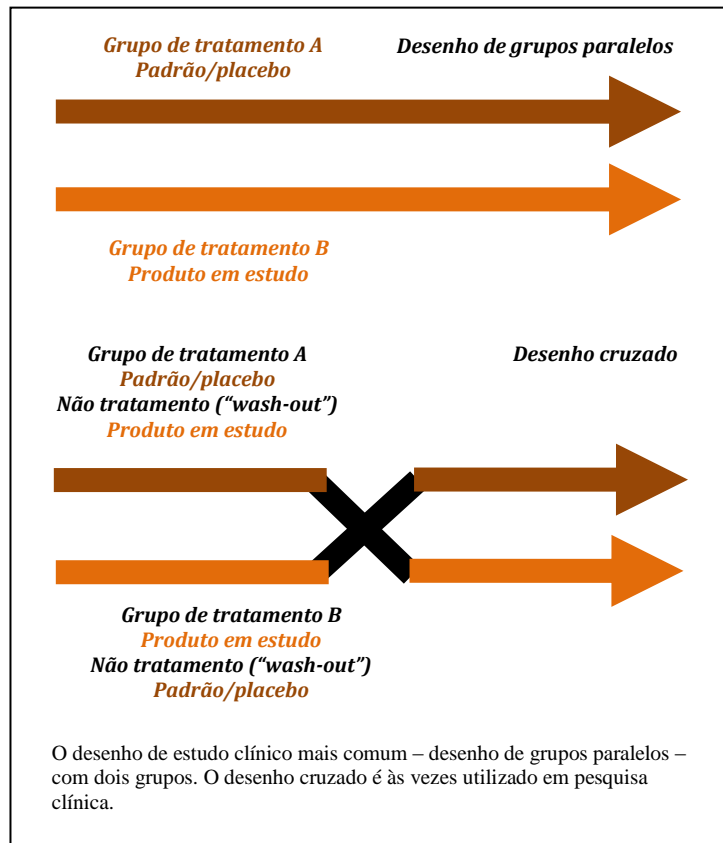 Grupo de tratamento A
Padrão/placebo
Desenho de grupos paralelos
Grupo de tratamento B
Produto em estudo
Grupo de tratamento A
Padrão/placebo
Não tratamento (“wash-out”)
Produto em estudo
Desenho cruzado
Grupo de tratamento B
Produto em estudo
Não tratamento (“wash-out”)
Padrão/placebo
O desenho de estudo clínico mais comum – desenho de grupos paralelos –
com dois grupos. O desenho cruzado é às vezes utilizado em pesquisa
clínica.